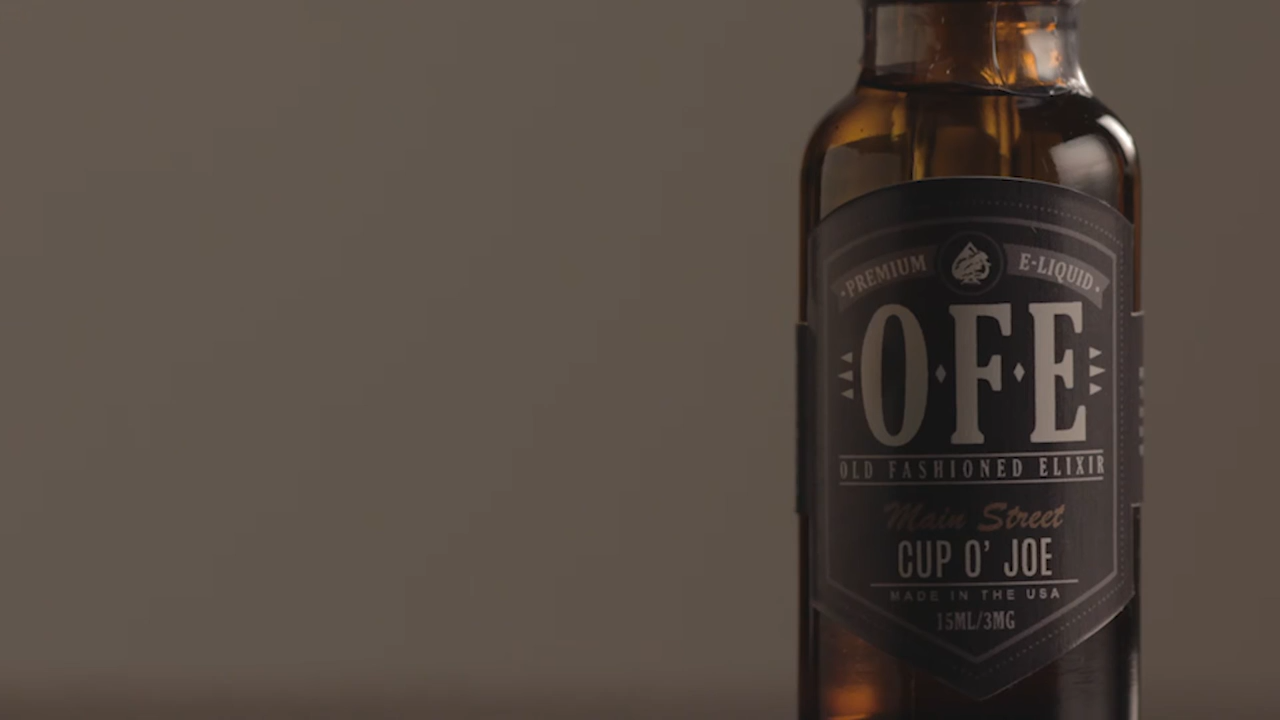 PREMIUM E-LIQUID
O·F·E
OLD FASHIONED ELIXIR
Main Street
CUP O' JOE
MADE IN THE USA
15ML/3MG